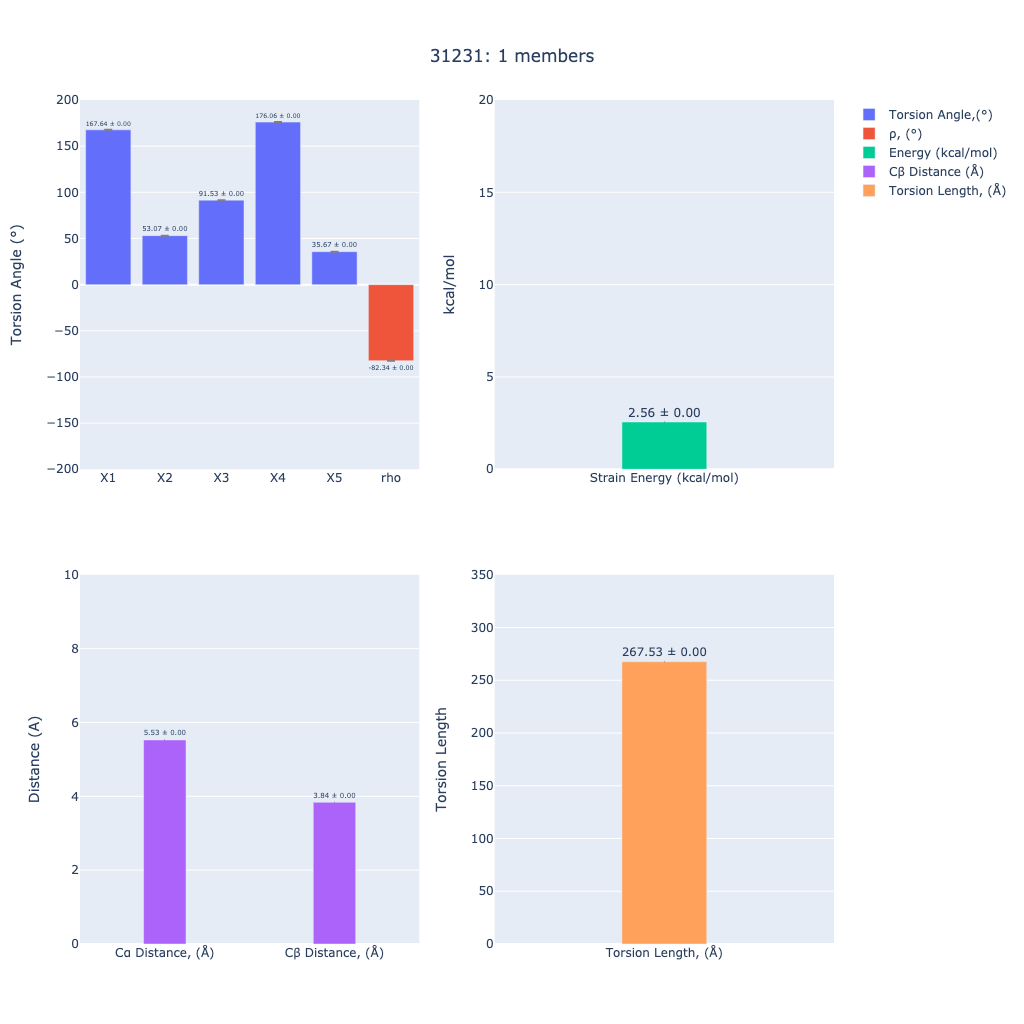 31231: 1 members
Torsion Angle (°)
200
150
100
50
0
−50
−100
−150
−200
167.64 ± 0.00
53.07 ± 0.00
91.53 ± 0.00
176.06 ± 0.00
35.67 ± 0.00
-82.34 ± 0.00
X1 X2 X3 X4 X5 rho
kcal/mol
20
15
10
5
0
2.56 ± 0.00
Strain Energy (kcal/mol)
Torsion Angle,(°)
ρ, (°)
Energy (kcal/mol)
Cβ Distance (Å)
Torsion Length, (Å)
Distance (A)
10
8
6
4
2
0
5.53 ± 0.00
3.84 ± 0.00
Cα Distance, (Å) Cβ Distance, (Å)
Torsion Length
350
300
250
200
150
100
50
0
267.53 ± 0.00
Torsion Length, (Å)